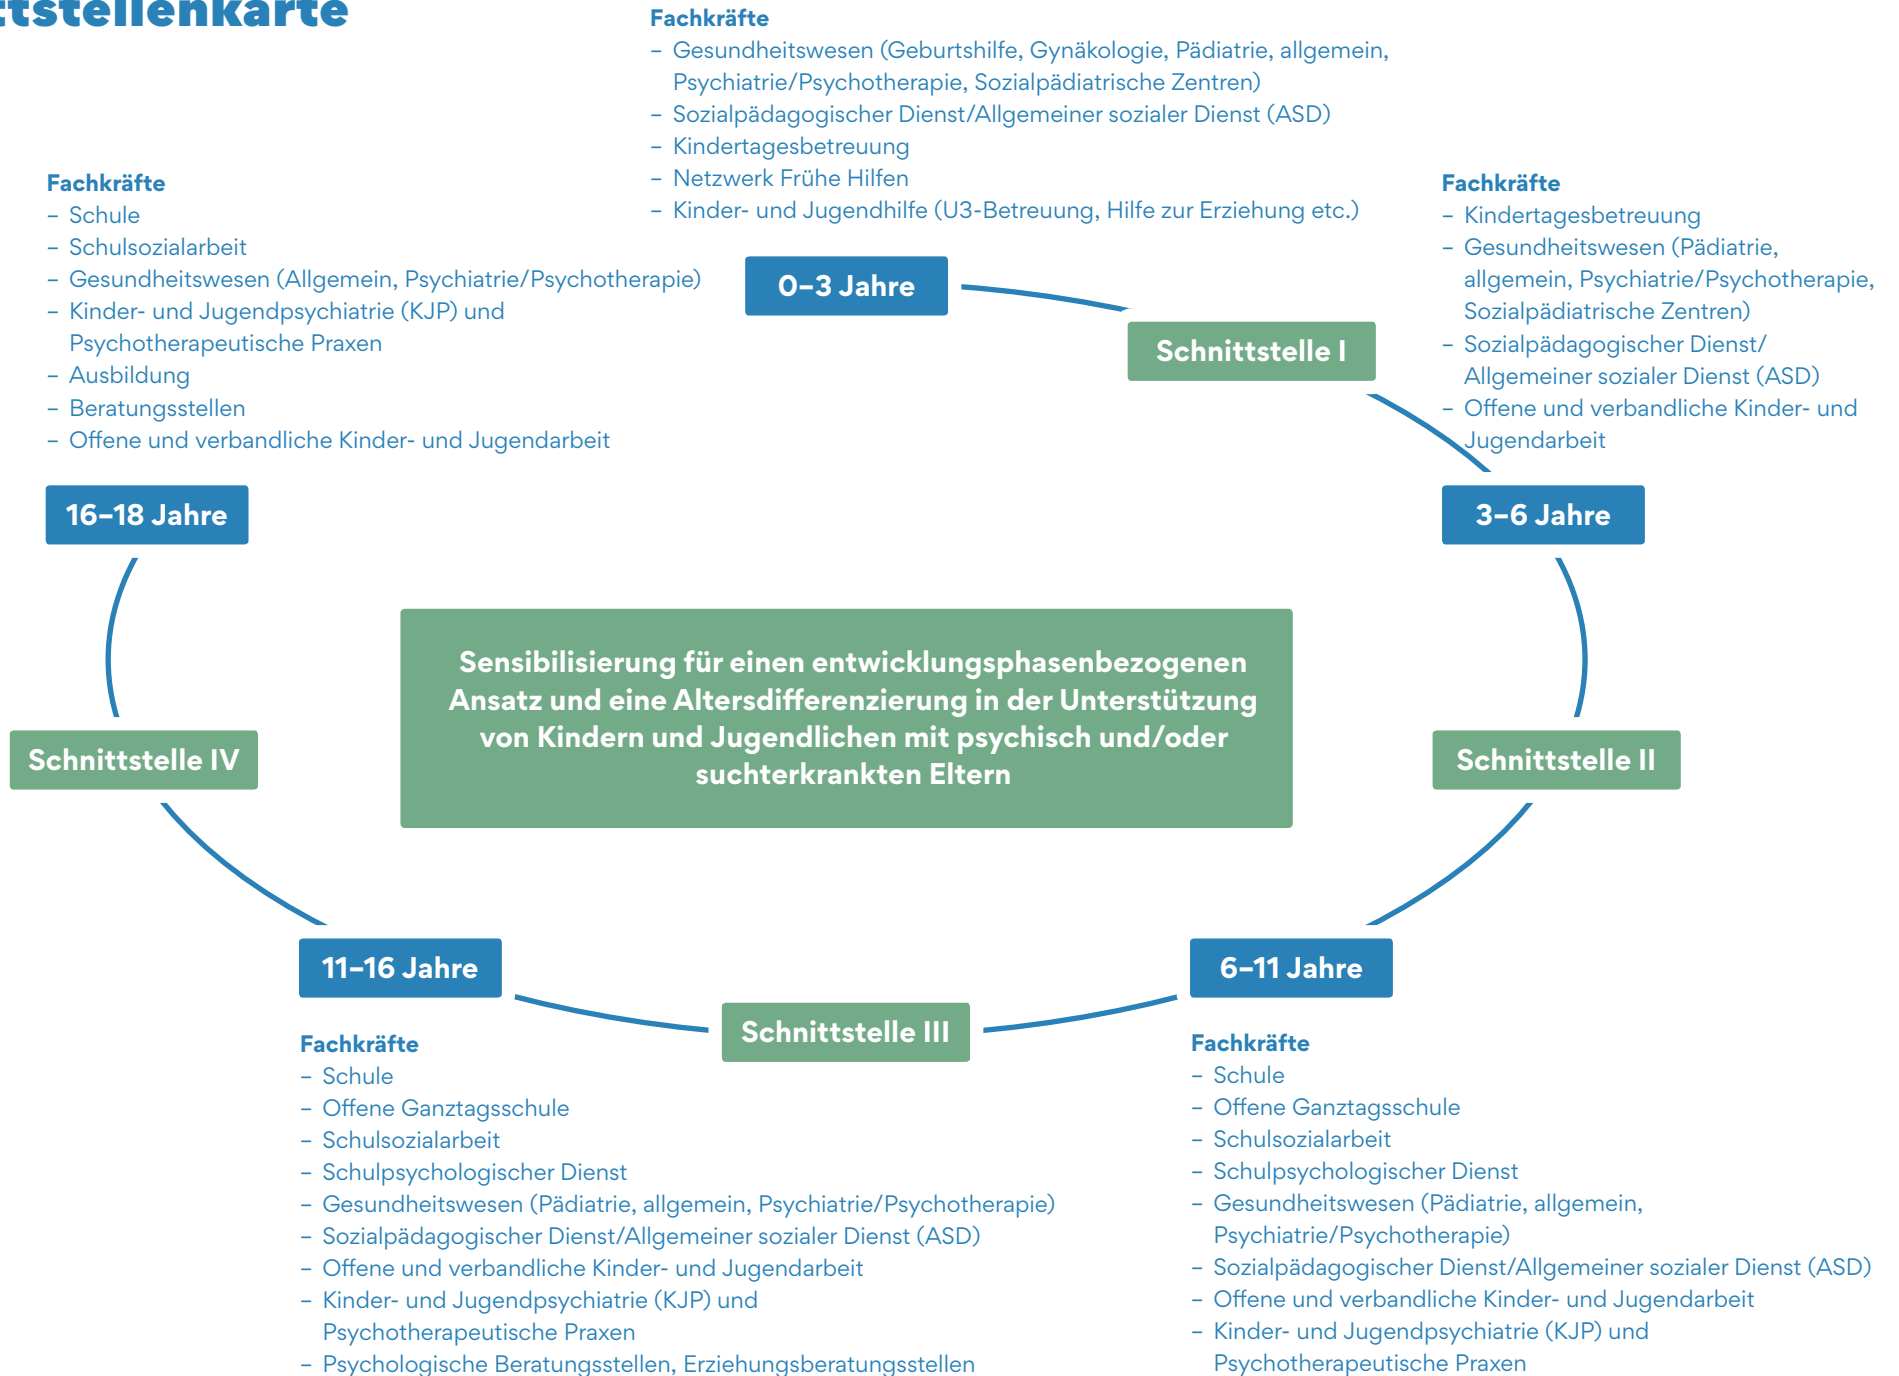 ttstellenkarte
Fachkräfte
– Gesundheitswesen (Geburtshilfe, Gynäkologie, Pädiatrie, allgemein,
Psychiatrie/Psychotherapie, Sozialpädiatrische Zentren)
– Sozialpädagogischer Dienst/Allgemeiner sozialer Dienst (ASD)
– Kindertagesbetreuung
– Netzwerk Frühe Hilfen
– Kinder- und Jugendhilfe (U3-Betreuung, Hilfe zur Erziehung etc.)
0–3 Jahre
Schnittstelle I
Fachkräfte
– Kindertagesbetreuung
– Gesundheitswesen (Pädiatrie,
allgemein, Psychiatrie/Psychotherapie,
Sozialpädiatrische Zentren)
– Sozialpädagogischer Dienst/
Allgemeiner sozialer Dienst (ASD)
– Offene und verbandliche Kinder- und
Jugendarbeit
3–6 Jahre
Schnittstelle II
6–11 Jahre
Fachkräfte
– Schule
– Offene Ganztagsschule
– Schulsozialarbeit
– Schulpsychologischer Dienst
– Gesundheitswesen (Pädiatrie, allgemein,
Psychiatrie/Psychotherapie)
– Sozialpädagogischer Dienst/Allgemeiner sozialer Dienst (ASD)
– Offene und verbandliche Kinder- und Jugendarbeit
– Kinder- und Jugendpsychiatrie (KJP) und
Psychotherapeutische Praxen
Schnittstelle III
11–16 Jahre
Fachkräfte
– Schule
– Offene Ganztagsschule
– Schulsozialarbeit
– Schulpsychologischer Dienst
– Gesundheitswesen (Pädiatrie, allgemein, Psychiatrie/Psychotherapie)
– Sozialpädagogischer Dienst/Allgemeiner sozialer Dienst (ASD)
– Offene und verbandliche Kinder- und Jugendarbeit
– Kinder- und Jugendpsychiatrie (KJP) und
Psychotherapeutische Praxen
– Psychologische Beratungsstellen, Erziehungsberatungsstellen
Schnittstelle IV
Fachkräfte
– Schule
– Schulsozialarbeit
– Gesundheitswesen (Allgemein, Psychiatrie/Psychotherapie)
– Kinder- und Jugendpsychiatrie (KJP) und
Psychotherapeutische Praxen
– Ausbildung
– Beratungsstellen
– Offene und verbandliche Kinder- und Jugendarbeit
16–18 Jahre
Sensibilisierung für einen entwicklungsphasenbezogenen
Ansatz und eine Altersdifferenzierung in der Unterstützung
von Kindern und Jugendlichen mit psychisch und/oder
suchterkrankten Eltern